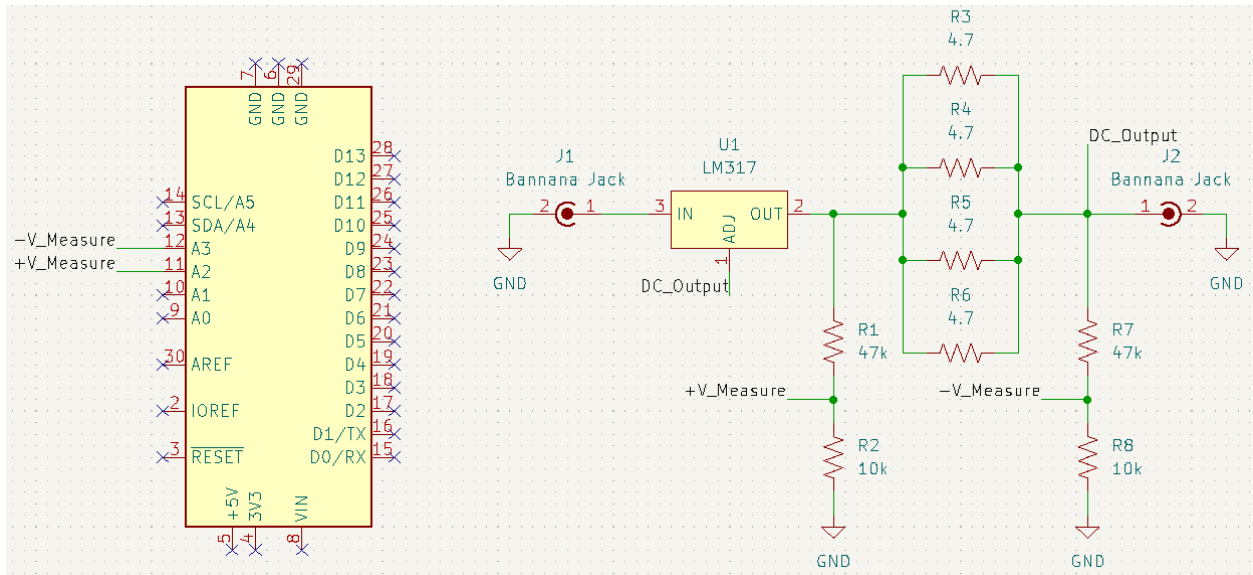 7
6
29
GND
GND
GND
D13 28
D12 27
14 SCL/A5
D11 26
13 SDA/A4
D10 25
-V_Measure 12 A3
D9 24
+V_Measure 11 A2
D8 23
10 A1
D7 22
9 A0
D6 21
D5 20
30 AREF
D4 19
D3 18
2 IOREF
D2 17
D1/TX 16
3 RESET
D0/RX 15
+5V
3V3
VIN
5
4
8
J1
Bannana Jack
2
1
GND
U1
LM317
3 IN
OUT 2
ADJ
1
DC_Output
R3
4.7
R4
4.7
R5
4.7
R6
4.7
R1
47k
+V_Measure
R2
10k
GND
DC_Output
J2
Bannana Jack
1
2
GND
R7
47k
-V_Measure
R8
10k
GND